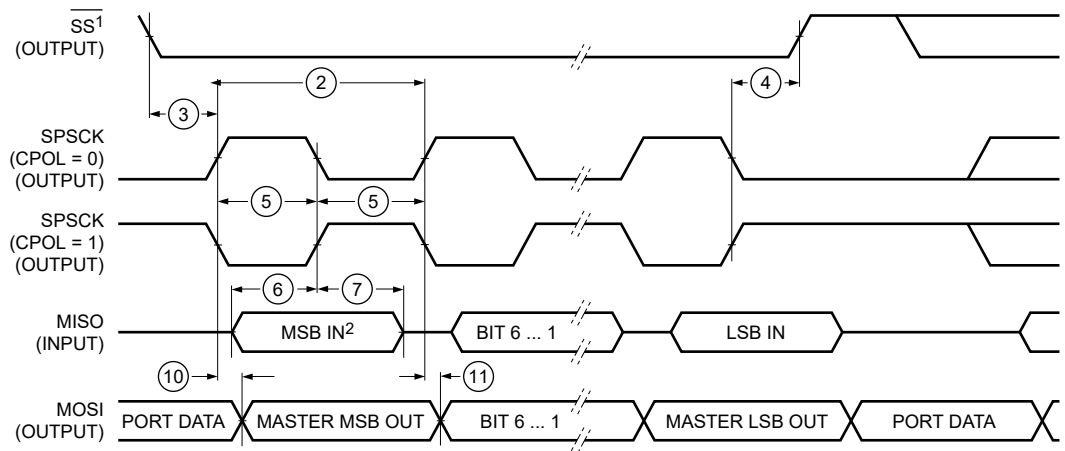 SS1
(OUTPUT)
2
3
4
SPSCK
(CPOL = 0)
(OUTPUT)
5
5
SPSCK
(CPOL = 1)
(OUTPUT)
6
7
MISO
(INPUT)
MSB IN2
BIT 6 ... 1
LSB IN
10
11
MOSI
(OUTPUT)
PORT DATA
MASTER MSB OUT
BIT 6 ... 1
MASTER LSB OUT
PORT DATA